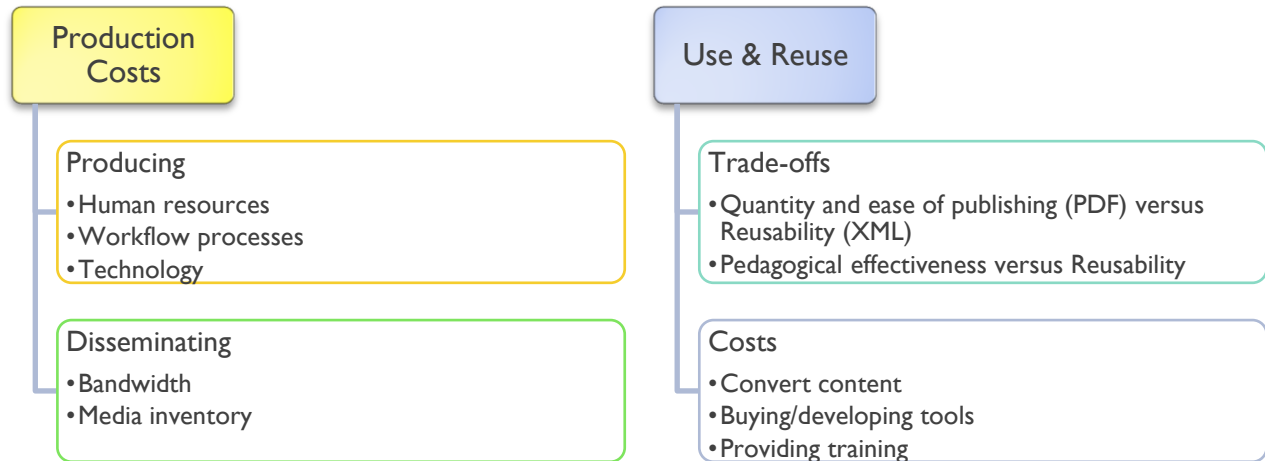 Production
Costs
Producing
•Human resources
•Workflow processes
•Technology
Disseminating
•Bandwidth
•Media inventory
Use & Reuse
Trade-offs
•Quantity and ease of publishing (PDF) versus
Reusability (XML)
•Pedagogical effectiveness versus Reusability
Costs
•Convert content
•Buying/developing tools
•Providing training